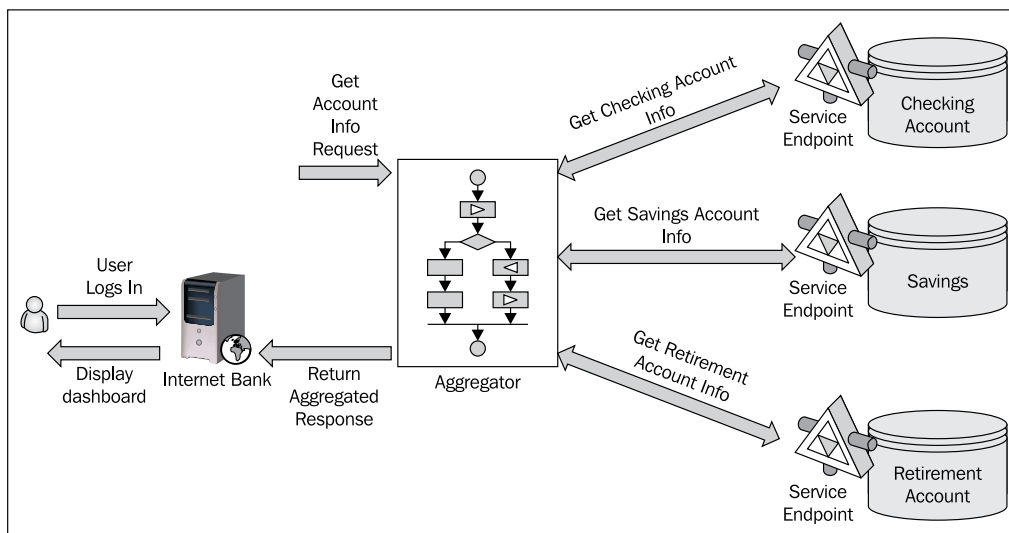 Get
Account
Info
Request
Get Checking Account
Info
Service
Endpoint
Checking
Account
Get Savings Account
Info
Service
Endpoint
Savings
User
Logs In
Display
dashboard
Internet Bank
Return
Aggregated
Response
Aggregator
Get Retirement
Account Info
Service
Endpoint
Retirement
Account